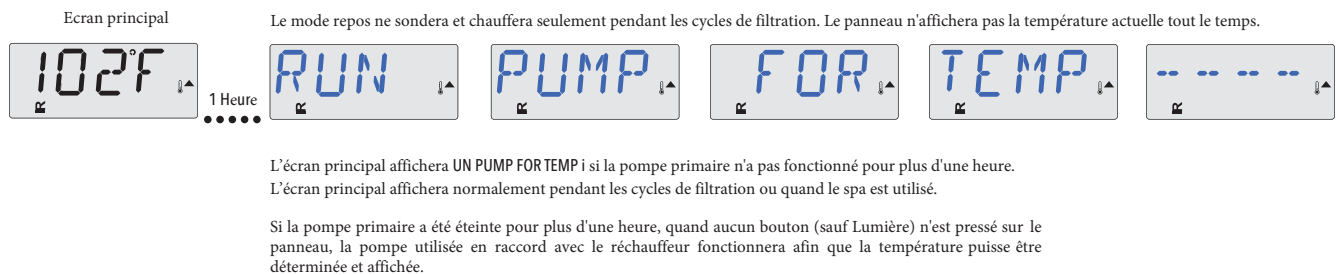 Ecran principal
Le mode repos ne sondera et chauffera seulement pendant les cycles de filtration. Le panneau n'affichera pas la température actuelle tout le temps.
102°F R
1 Heure
RUN R
PUMP R
FOR R
TEMP R
-- -- -- -- R
L'écran principal affichera UN PUMP FOR TEMP i si la pompe primaire n'a pas fonctionné pour plus d'une heure.
L'écran principal affichera normalement pendant les cycles de filtration ou quand le spa est utilisé.
Si la pompe primaire a été éteinte pour plus d'une heure, quand aucun bouton (sauf Lumière) n'est pressé sur le
panneau, la pompe utilisée en raccord avec le réchauffeur fonctionnera afin que la température puisse être
déterminée et affichée.